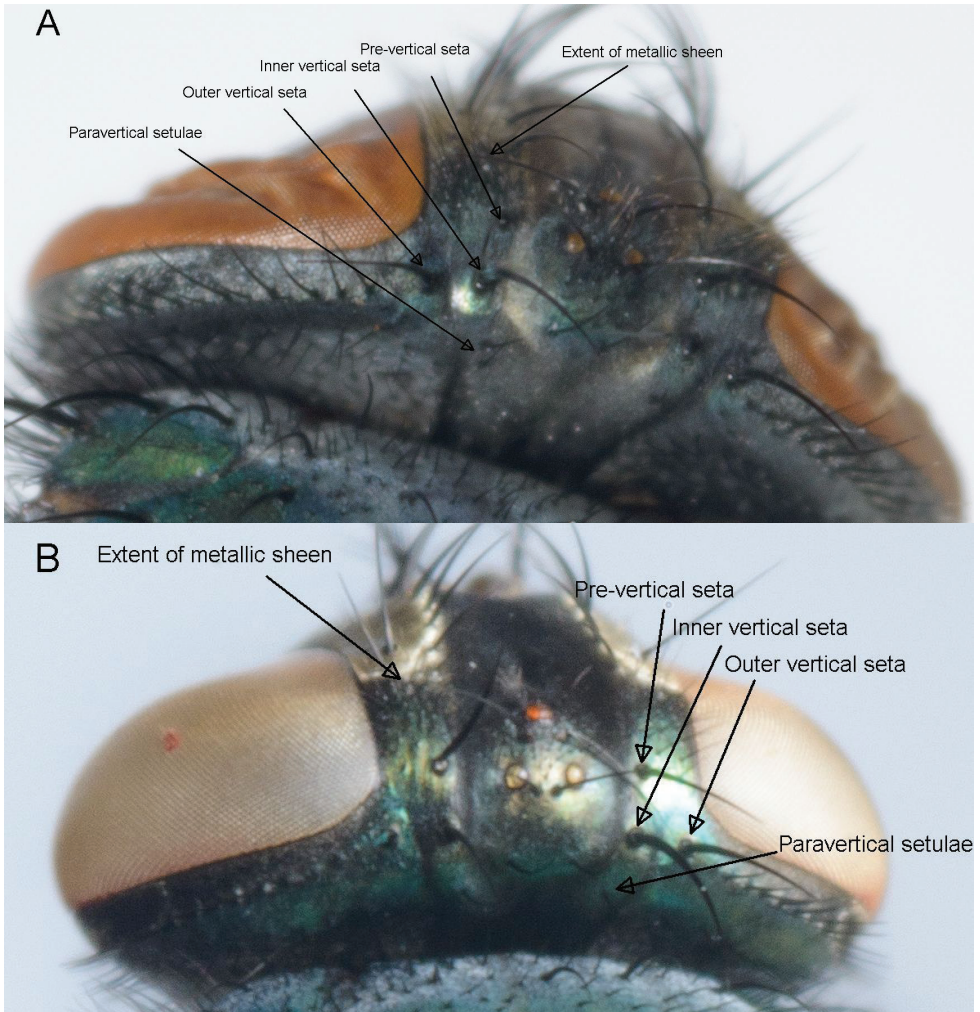 A
Pre-vertical seta
Extent of metallic sheen
Inner vertical seta
Outer vertical seta
Paravertical setulae
B
Extent of metallic sheen
Pre-vertical seta
Inner vertical seta
Outer vertical seta
Paravertical setulae